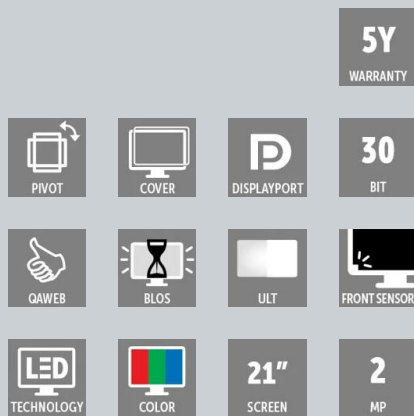 5Y
WARRANTY
PIVOT
COVER
DISPLAYPORT
30
BIT
QAWEB
BLOS
ULT
FRONT SENSOR
LED
TECHNOLOGY
COLOR
21"
SCREEN
2
MP